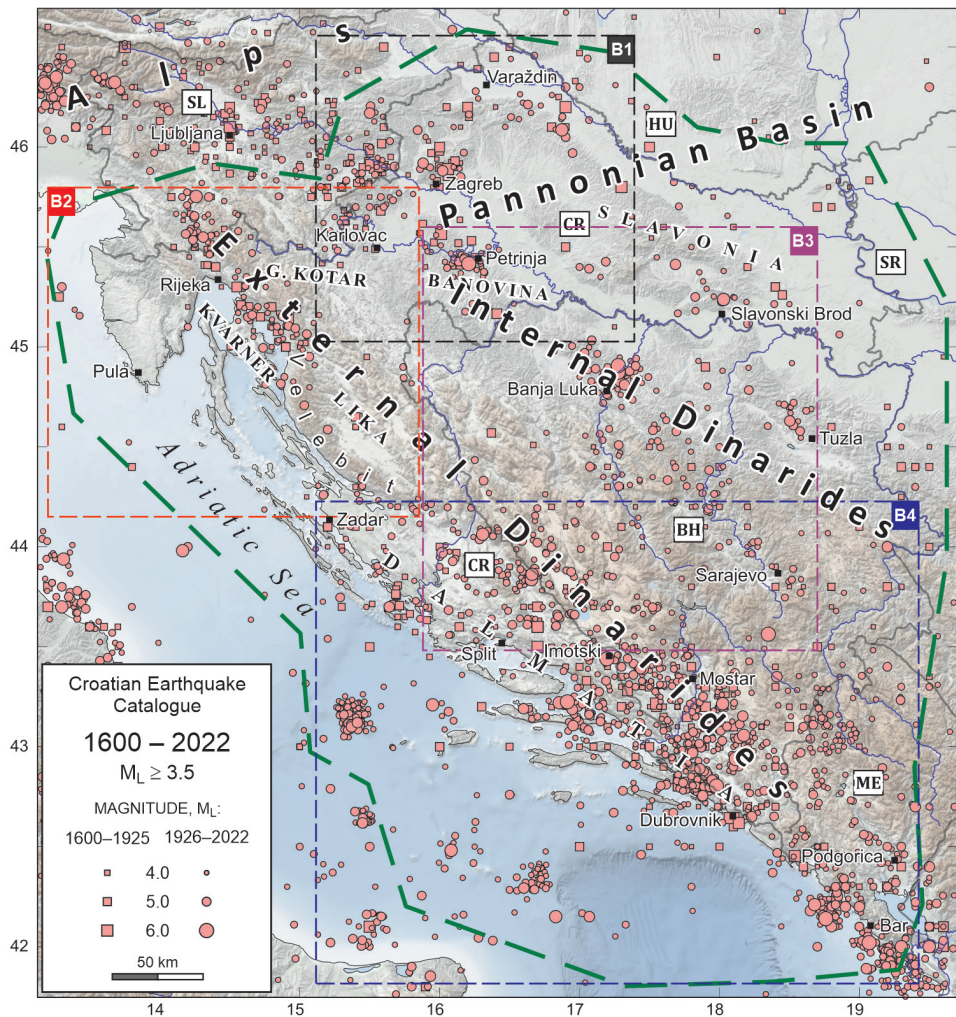 Alps
B1
SL
Varaždin
HU
Ljubljana
46
Pannonian Basin
Zagreb
B2
SLAVONIA
CR
Karlovac
B3
SR
External Dinarides
G. KOTAR
Petrinja
Rijeka
BANOVINA
Internal Dinarides
KVARNER
Slavonski Brod
45
Velebit
Pula
LIKA
Banja Luka
Tuzla
Adriatic Sea
B4
Zadar
BH
44
DALMATIA
CR
Sarajevo
Split
Imotski
Mostar
43
ME
Dubrovnik
Podgorica
Bar
42
Croatian Earthquake
Catalogue
1600 – 2022
M_L ≥ 3.5
MAGNITUDE, M_L:
1600–1925 1926–2022
4.0
5.0
6.0
50 km
14 15 16 17 18 19